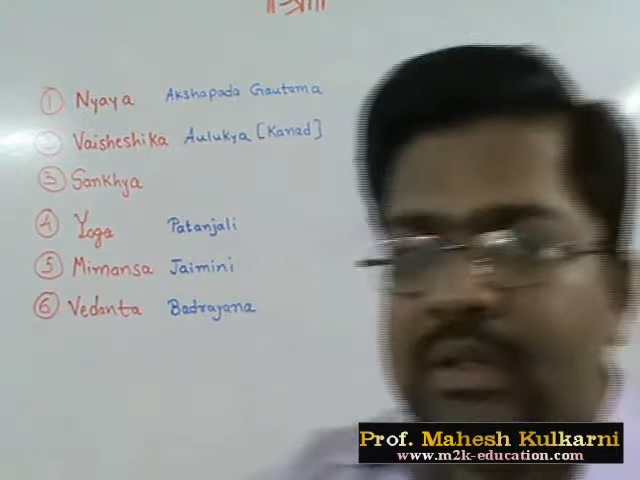 ① Nyaya Akshapada Gautama
② Vaisheshika Aulukya [Kanad]
③ Sankhya
④ Yoga Patanjali
⑤ Mimansa Jaimini
⑥ Vedanta Badrayana
Prof. Mahesh Kulkarni
www.m2k-education.com